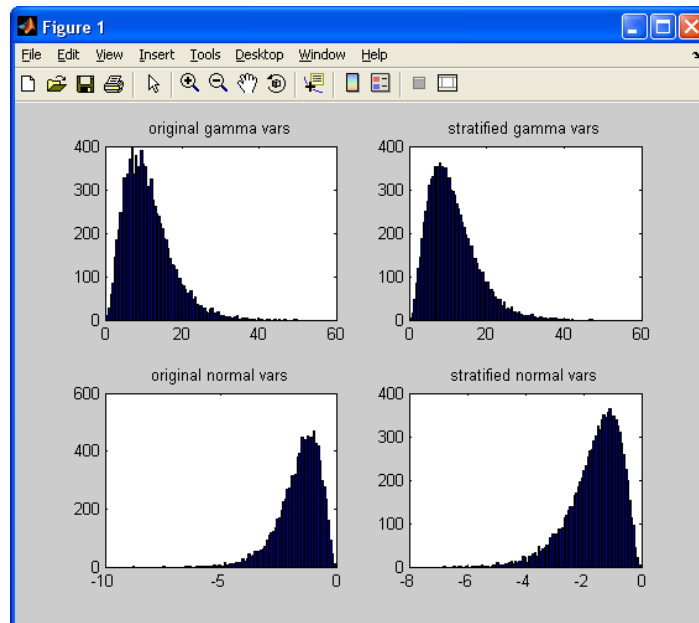 Figure 1
File Edit View Insert Tools Desktop Window Help
original gamma vars
400
300
200
100
0
0 20 40 60
stratified gamma vars
400
300
200
100
0
0 20 40 60
original normal vars
600
400
200
0
-10 -5 0
stratified normal vars
400
300
200
100
0
-8 -6 -4 -2 0